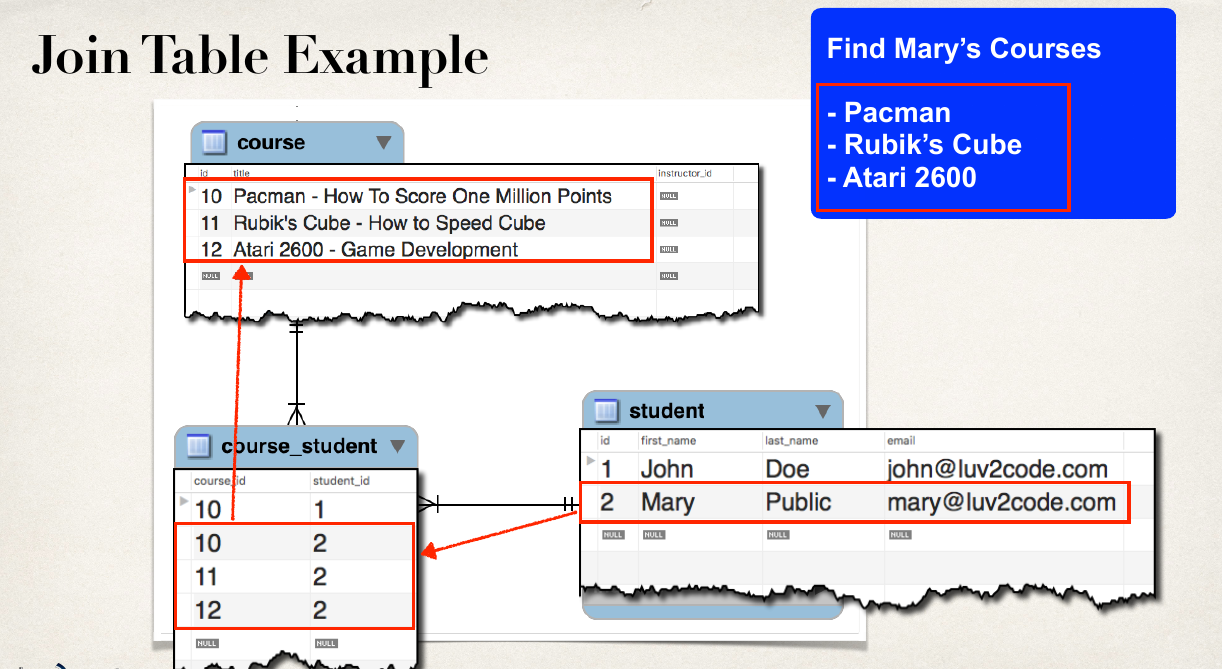 Join Table Example
Find Mary's Courses
- Pacman
- Rubik's Cube
- Atari 2600
course
id title instructor_id
10 Pacman - How To Score One Million Points NULL
11 Rubik's Cube - How to Speed Cube NULL
12 Atari 2600 - Game Development NULL
NULL NULL
student
id first_name last_name email
1 John Doe john@luv2code.com
2 Mary Public mary@luv2code.com
NULL NULL NULL NULL
course_student
course_id student_id
10 1
10 2
11 2
12 2
NULL NULL